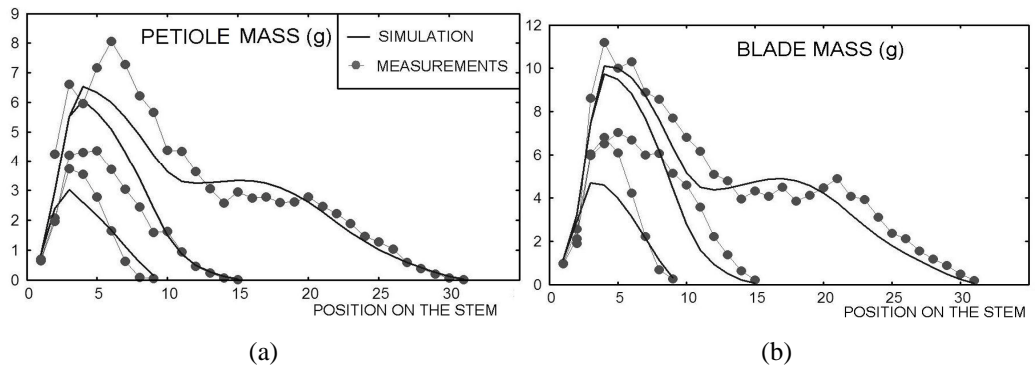 PETIOLE MASS (g)
SIMULATION
MEASUREMENTS
9
8
7
6
5
4
3
2
1
0
0 5 10 15 20 25 30
POSITION ON THE STEM
(a)
BLADE MASS (g)
12
10
8
6
4
2
0
0 5 10 15 20 25 30
POSITION ON THE STEM
(b)